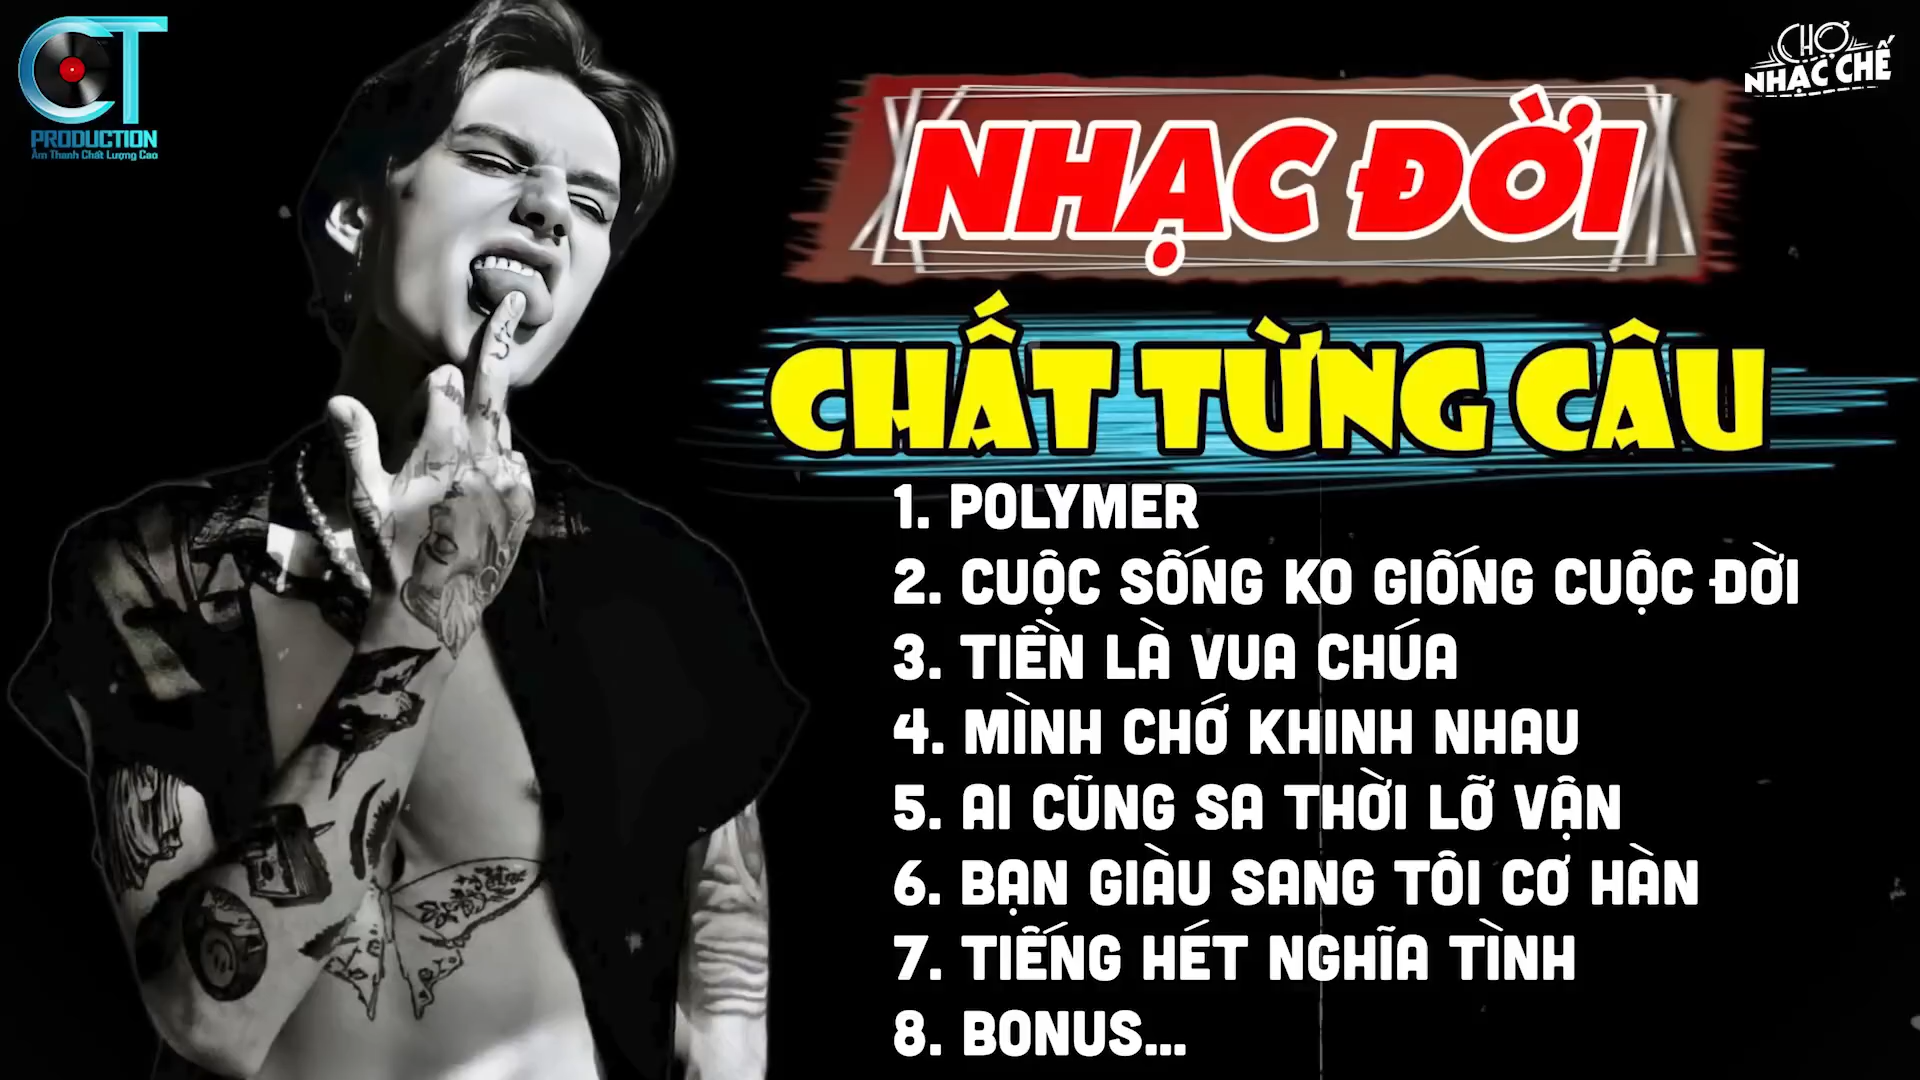 CT
PRODUCTION
Âm Thanh Chất Lượng Cao
CHỢ
NHẠC CHẾ
NHẠC ĐỜI
CHẤT TỪNG CÂU
1. POLYMER
2. CUỘC SỐNG KO GIỐNG CUỘC ĐỜI
3. TIỀN LÀ VUA CHÚA
4. MÌNH CHỚ KHINH NHAU
5. AI CŨNG SA THỜI LỠ VẬN
6. BẠN GIÀU SANG TÔI CƠ HÀN
7. TIẾNG HÉT NGHĨA TÌNH
8. BONUS...